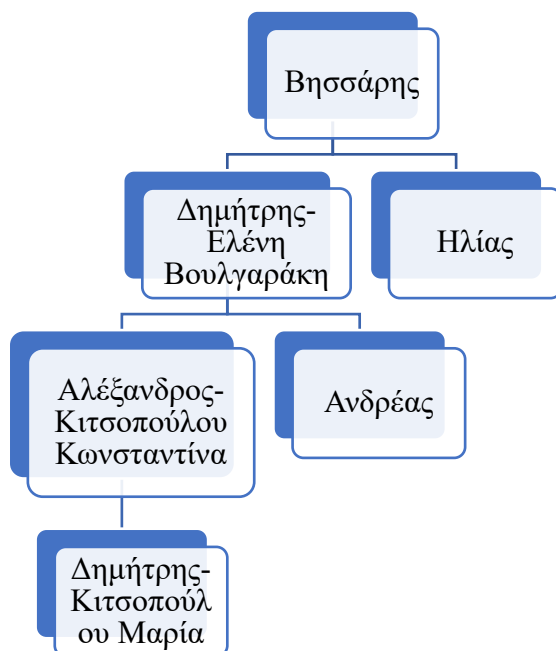 Βησσάρης
Δημήτρης-
Ελένη
Βουλγαράκη
Ηλίας
Αλέξανδρος-
Κιτσοπούλου
Κωνσταντίνα
Ανδρέας
Δημήτρης-
Κιτσοπούλ
ου Μαρία